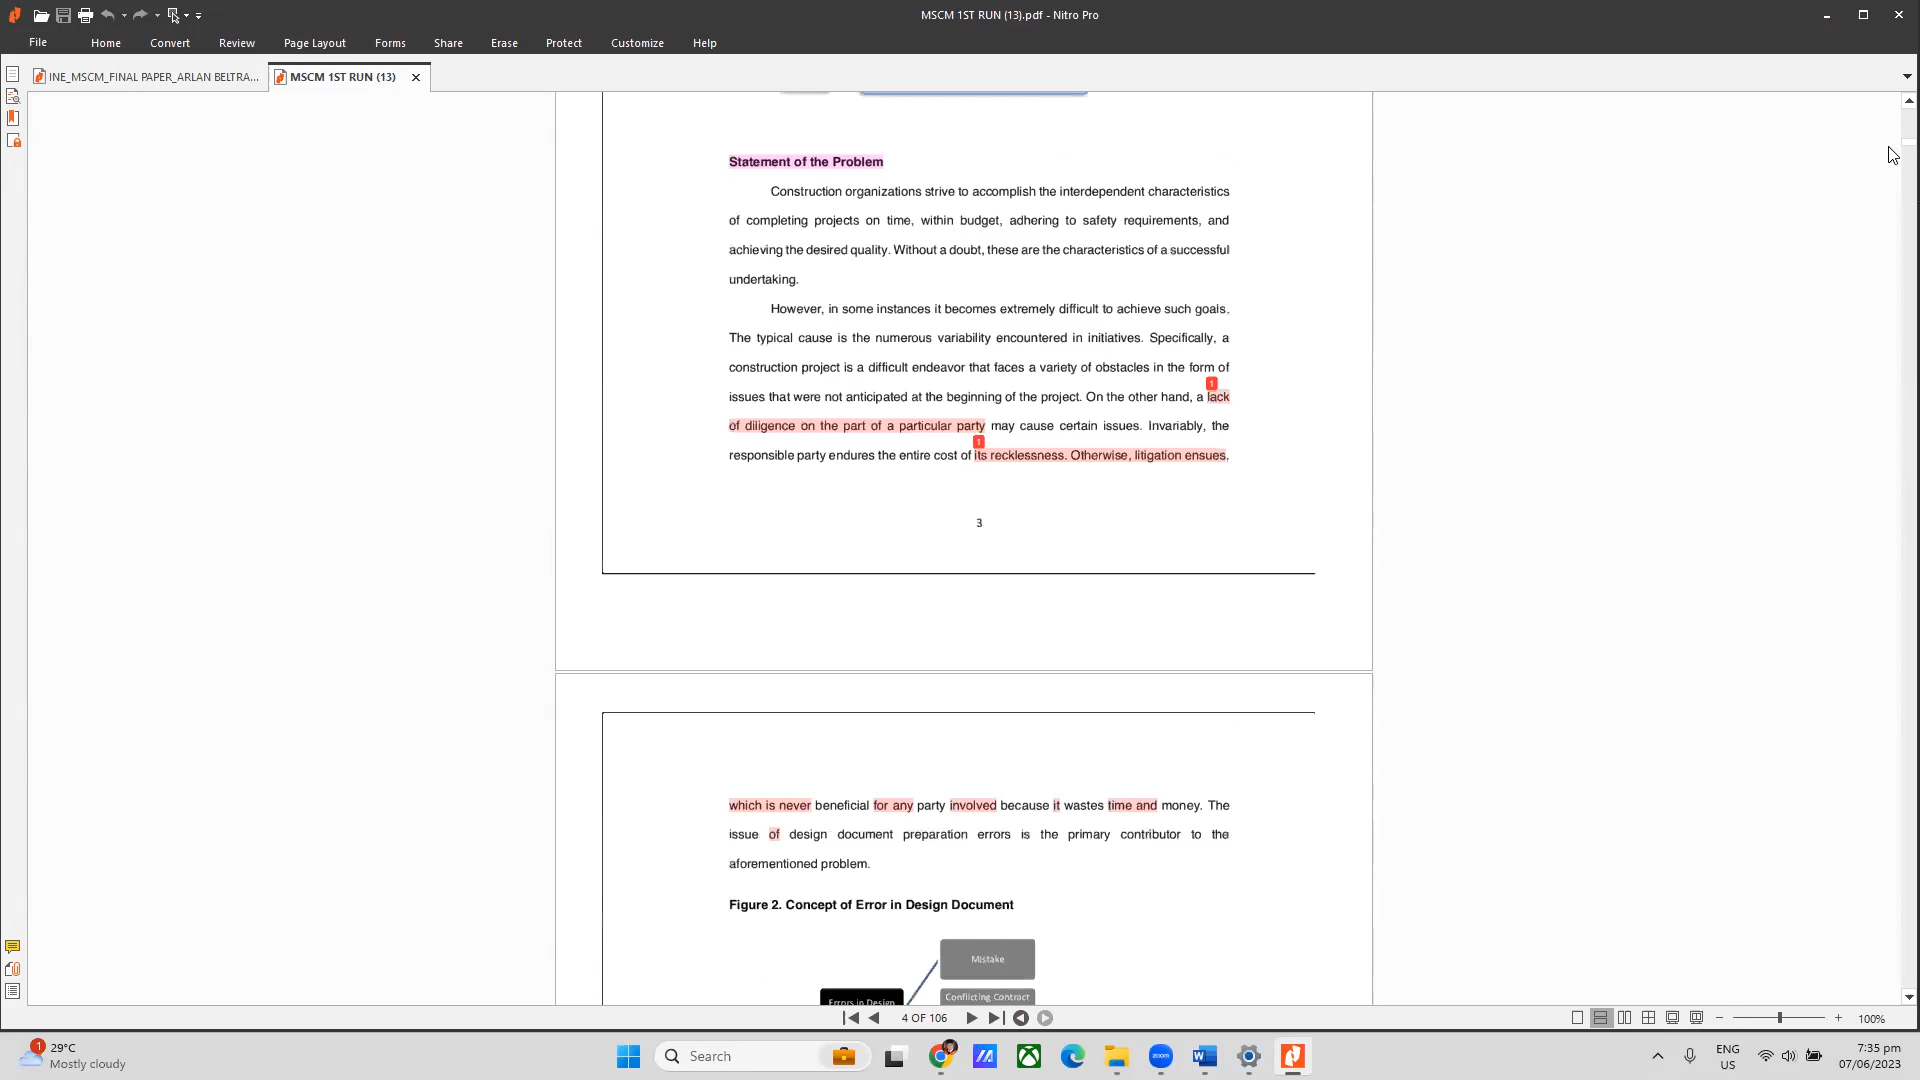 MSCM 1ST RUN (13).pdf - Nitro Pro
File Home Convert Review Page Layout Forms Share Erase Protect Customize Help
INE_MSCM_FINAL PAPER_ARLAN BELTRA... MSCM 1ST RUN (13)
Statement of the Problem
Construction organizations strive to accomplish the interdependent characteristics
of completing projects on time, within budget, adhering to safety requirements, and
achieving the desired quality. Without a doubt, these are the characteristics of a successful
undertaking.
However, in some instances it becomes extremely difficult to achieve such goals.
The typical cause is the numerous variability encountered in initiatives. Specifically, a
construction project is a difficult endeavor that faces a variety of obstacles in the form of
1
issues that were not anticipated at the beginning of the project. On the other hand, a lack
of diligence on the part of a particular party may cause certain issues. Invariably, the
1
responsible party endures the entire cost of its recklessness. Otherwise, litigation ensues,
3
which is never beneficial for any party involved because it wastes time and money. The
issue of design document preparation errors is the primary contributor to the
aforementioned problem.
Figure 2. Concept of Error in Design Document
Mistake
Errors in Design
Conflicting Contract
4 OF 106
100%
1
29°C
Mostly cloudy
Search
zoom
ENG
US
7:35 pm
07/06/2023